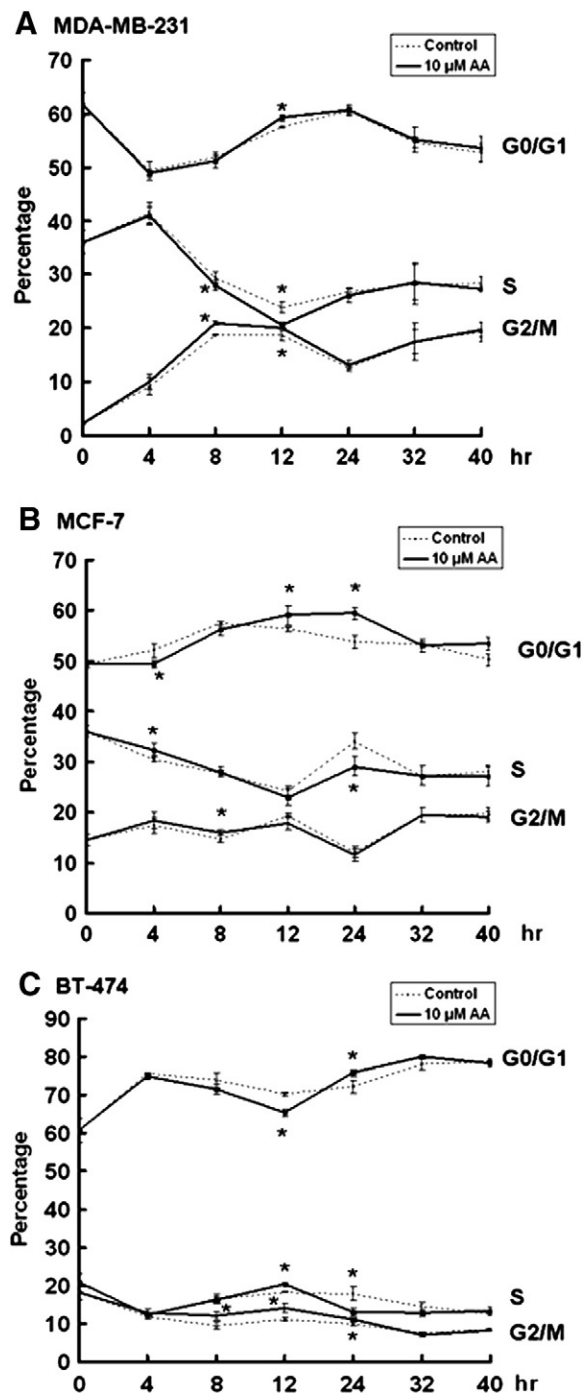 A MDA-MB-231
Control
10 µM AA
70
60
50
40
30
20
10
0
Percentage
*
*
*
*
*
G0/G1
S
G2/M
0 4 8 12 24 32 40 hr
B MCF-7
Control
10 µM AA
70
60
50
40
30
20
10
0
Percentage
* *
*
*
*
*
G0/G1
S
G2/M
0 4 8 12 24 32 40 hr
C BT-474
Control
10 µM AA
90
80
70
60
50
40
30
20
10
0
Percentage
*
*
* *
* *
*
G0/G1
S
G2/M
0 4 8 12 24 32 40 hr